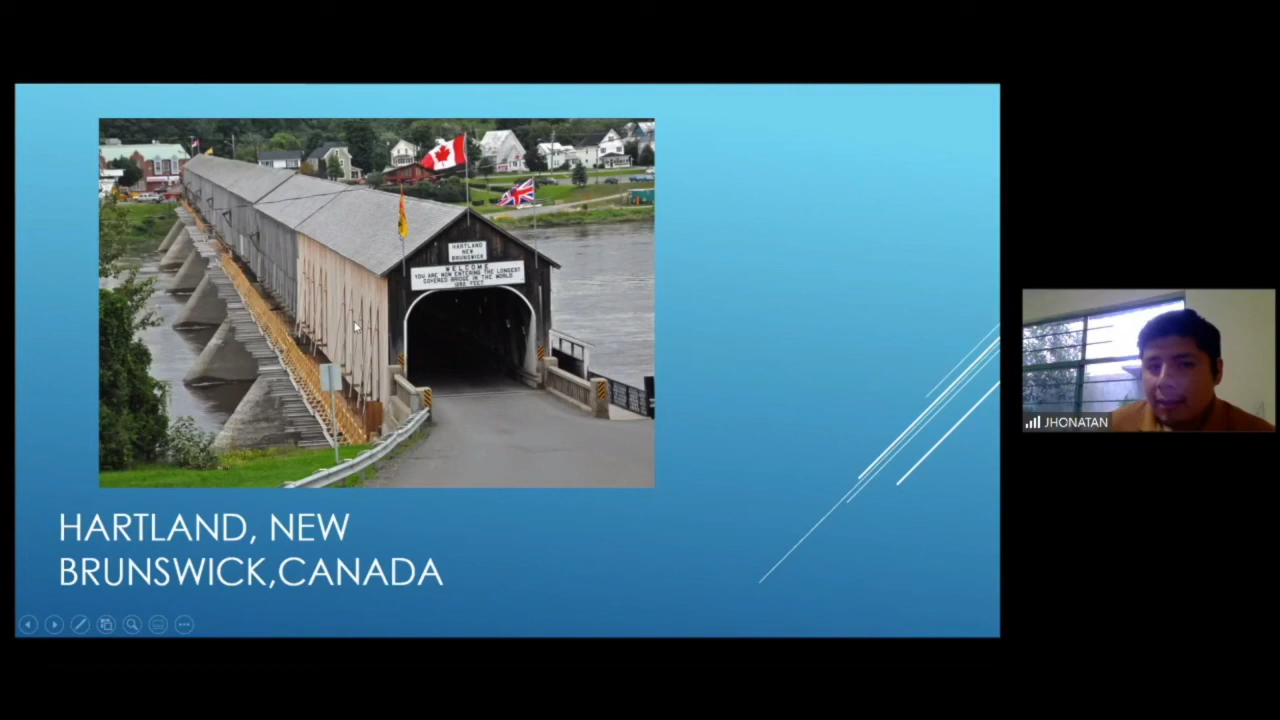 HARTLAND
NEW
BRUNSWICK
WELCOME
YOU ARE NOW ENTERING THE LONGEST
COVERED BRIDGE IN THE WORLD
1282 FEET
HARTLAND, NEW
BRUNSWICK,CANADA
JHONATAN